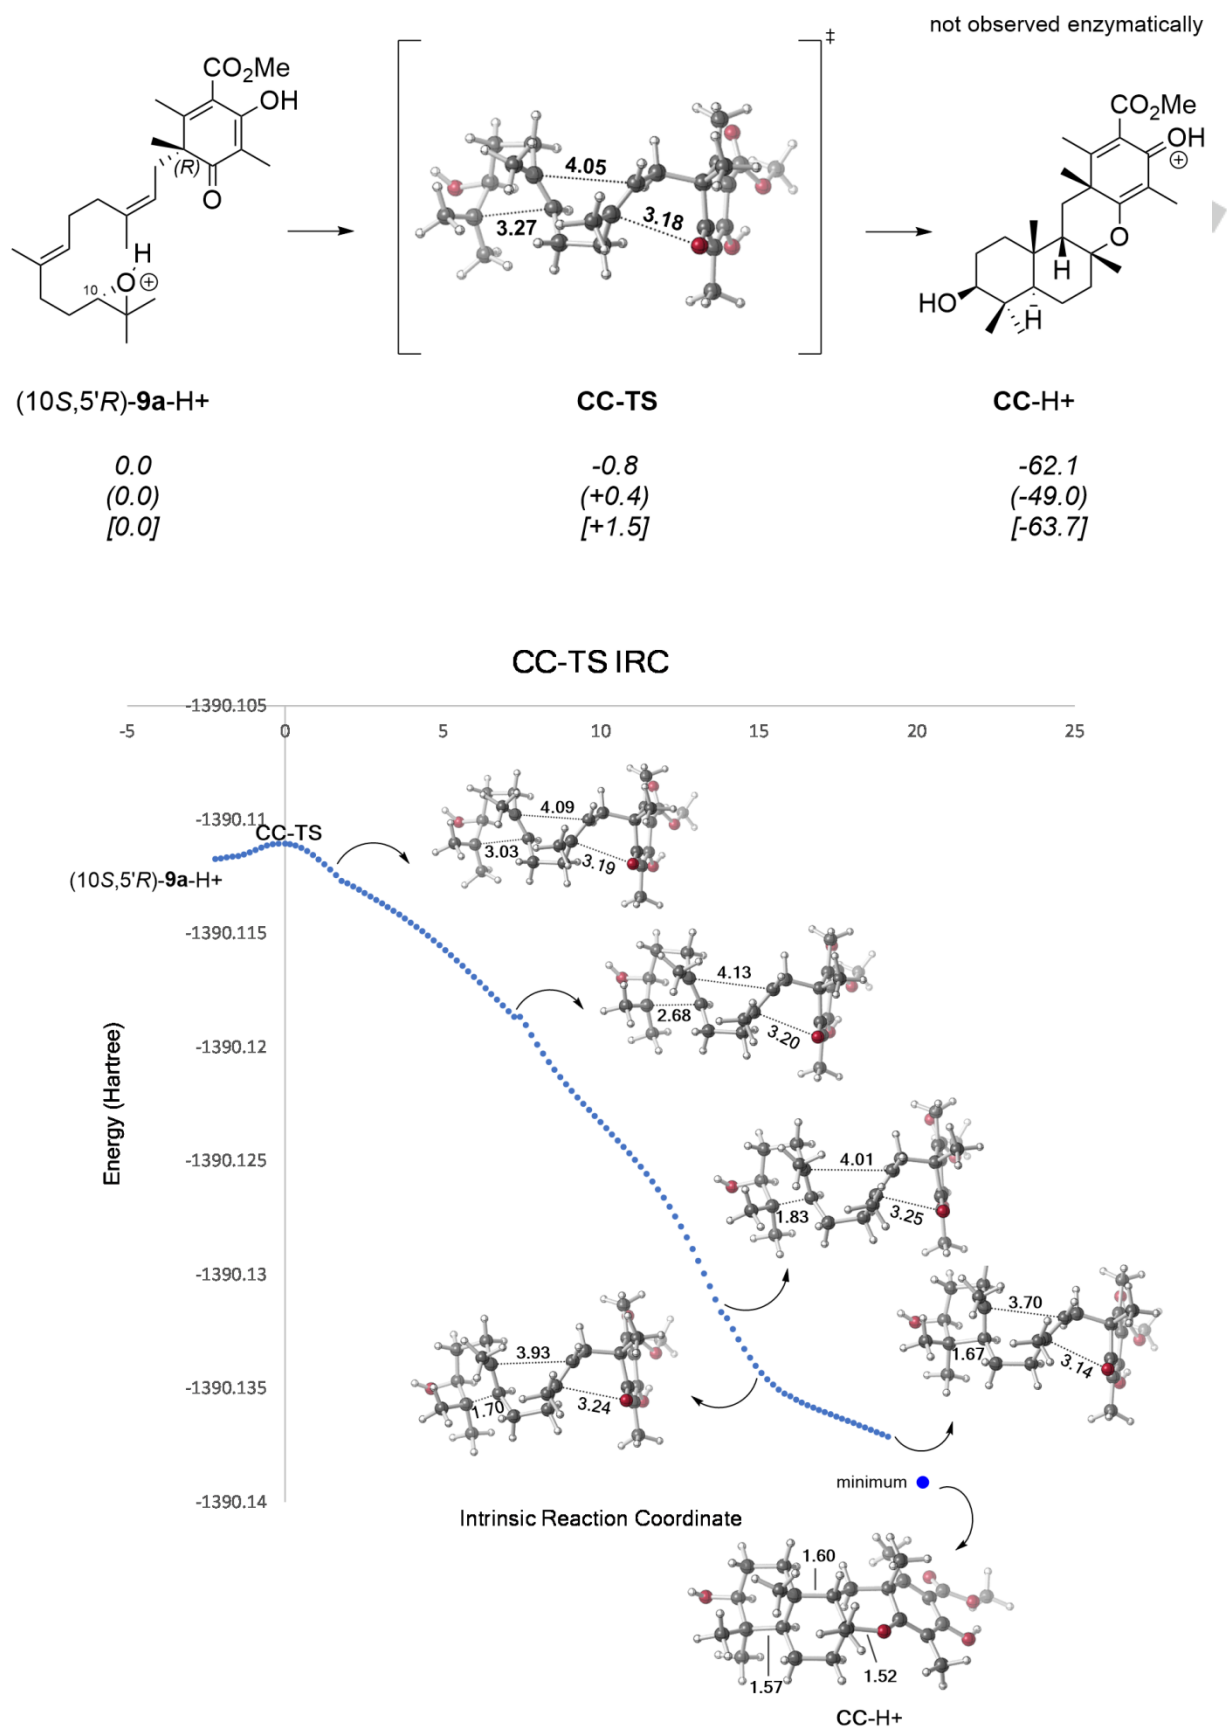 not observed enzymatically
‡
CO2Me
OH
(R)
O
H
O
⊕
10
4.05
3.27
3.18
CO2Me
OH
⊕
O
H
HO
H
(10S,5'R)-9a-H+
CC-TS
CC-H+
0.0
-0.8
-62.1
(0.0)
(+0.4)
(-49.0)
[0.0]
[+1.5]
[-63.7]
CC-TS IRC
-1390.105
-5
0
5
10
15
20
25
4.09
3.03
3.19
-1390.11
CC-TS
(10S,5'R)-9a-H+
-1390.115
4.13
2.68
3.20
-1390.12
Energy (Hartree)
-1390.125
4.01
1.83
3.25
-1390.13
3.70
1.67
3.14
3.93
1.70
3.24
-1390.135
minimum
-1390.14
Intrinsic Reaction Coordinate
1.60
1.57
1.52
CC-H+